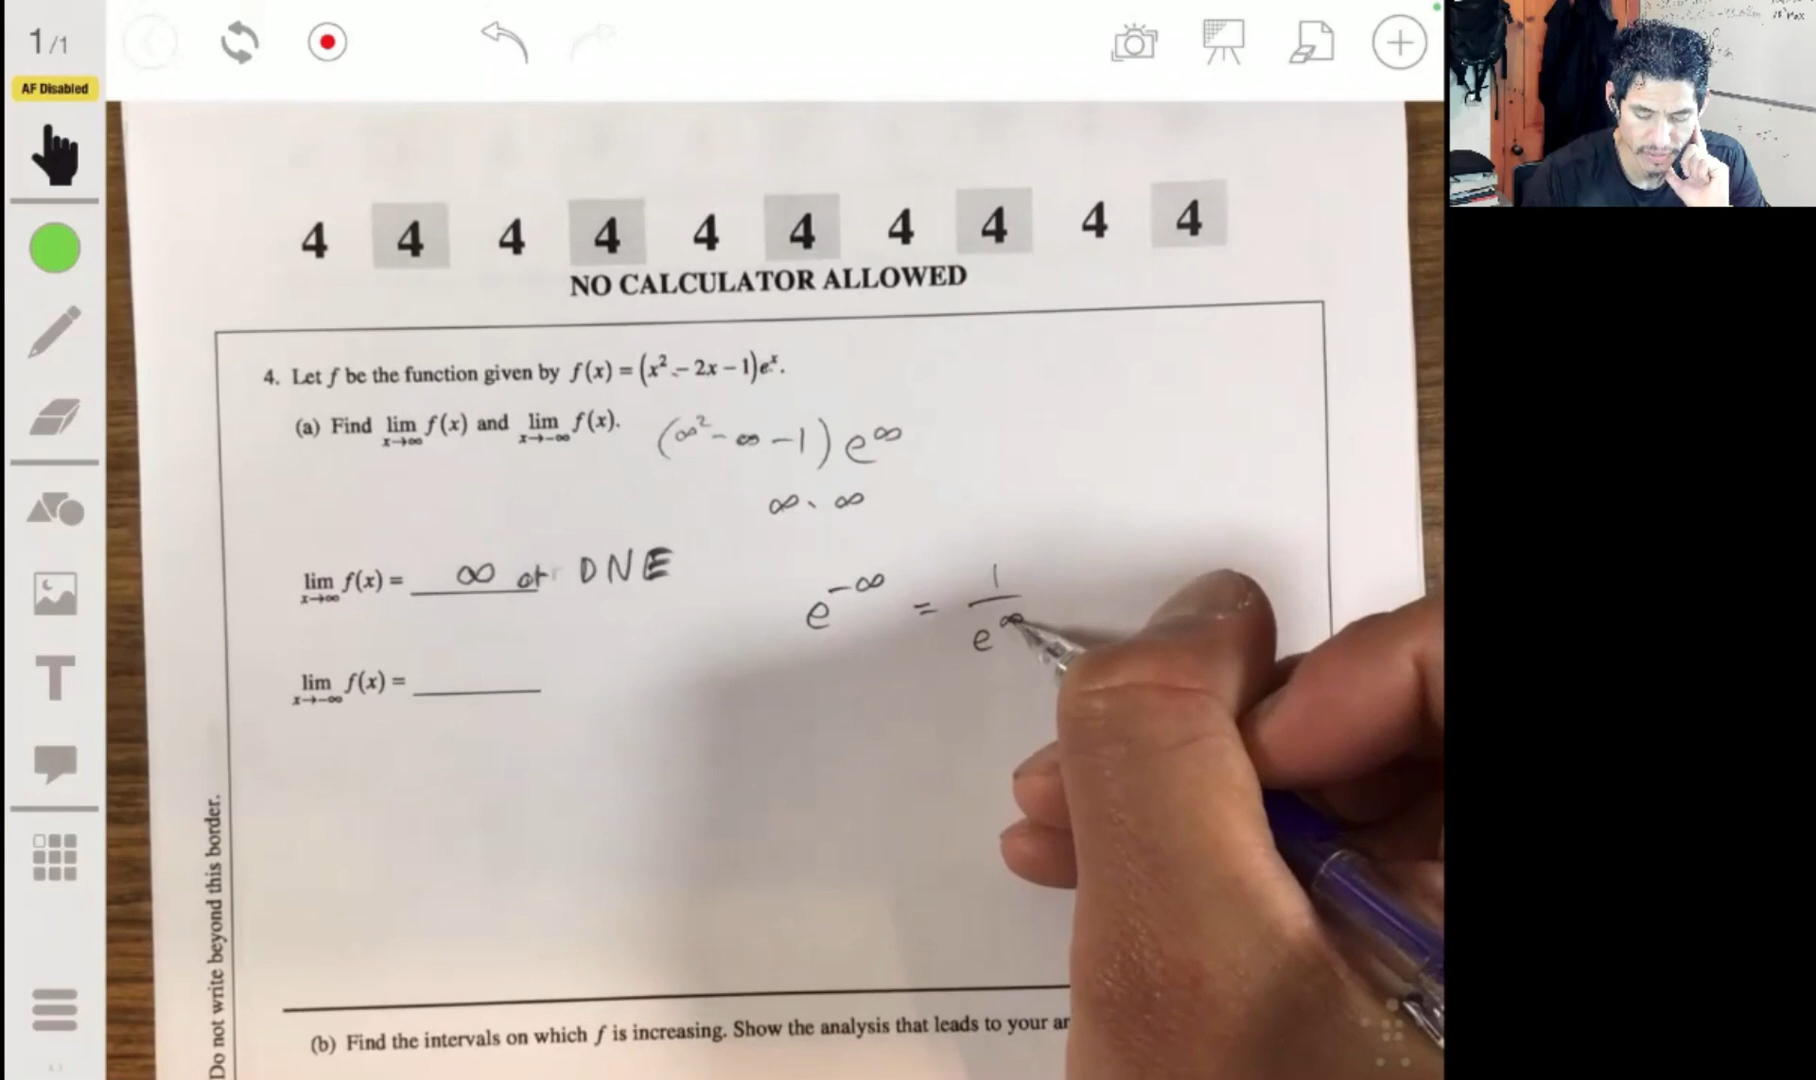 1/1
AF Disabled
4 4 4 4 4 4 4 4 4 4
NO CALCULATOR ALLOWED
4. Let f be the function given by f(x) = (x² - 2x - 1)eˣ.
(a) Find lim x→∞ f(x) and lim x→-∞ f(x). (∞² - ∞ - 1) e^∞
∞ · ∞
lim x→∞ f(x) = ∞ or DNE
e^-∞ = 1/e^∞
lim x→-∞ f(x) = ______
Do not write beyond this border.
(b) Find the intervals on which f is increasing. Show the analysis that leads to your
T